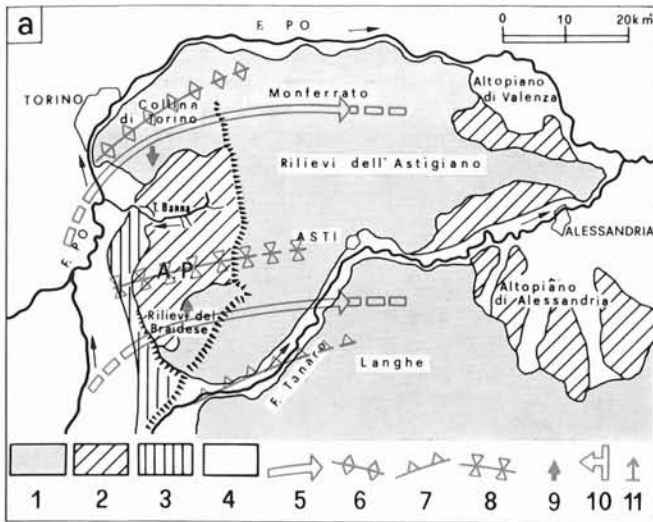 a
F. PO
0 10 20 km
TORINO
Collina
di Torino
Monferrato
Altopiano
di Valenza
Rilievi dell'Astigiano
T. Banna
F. PO
ASTI
ALESSANDRIA
A.P.
Rilievi del
Braidese
Altopiano
di Alessandria
F. Tanaro
Langhe
1 2 3 4 5 6 7 8 9 10 11